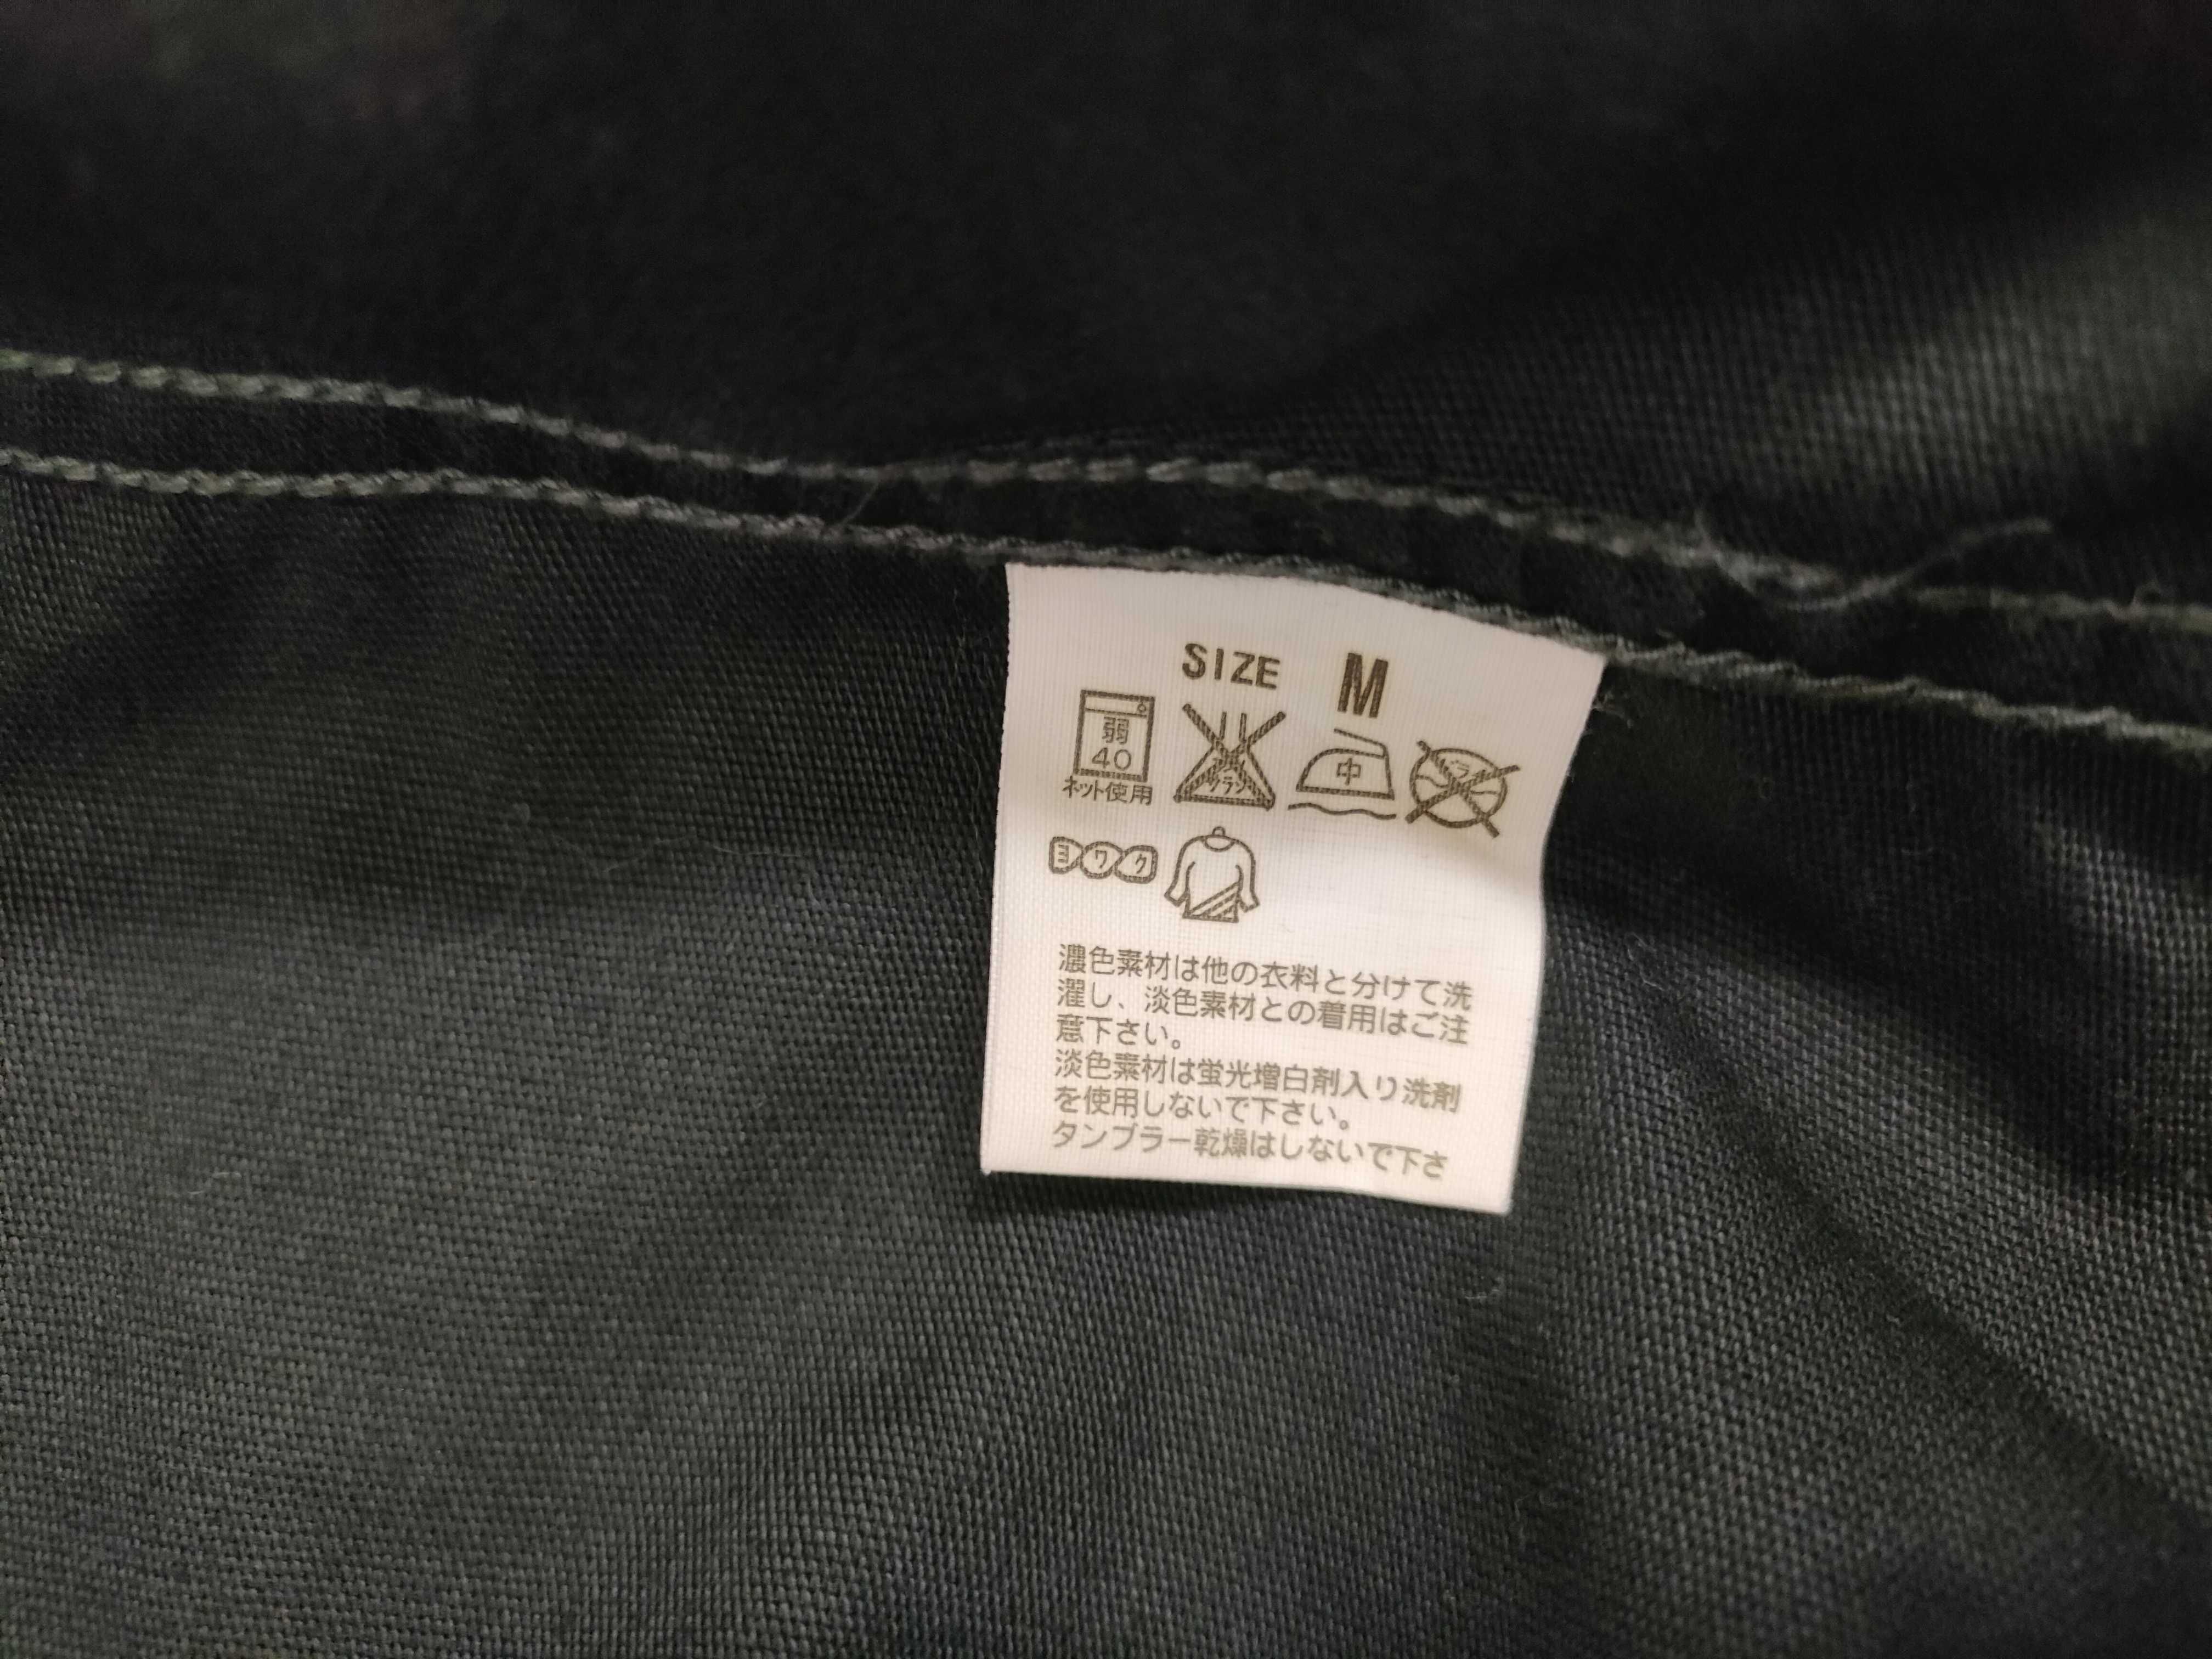 SIZE M
弱
40
ネット使用
エンソ
サラシ
中
ドライ
ヨワク
濃色素材は他の衣料と分けて洗
濯し、淡色素材との着用はご注
意下さい。
淡色素材は蛍光増白剤入り洗剤
を使用しないで下さい。
タンブラー乾燥はしないで下さ